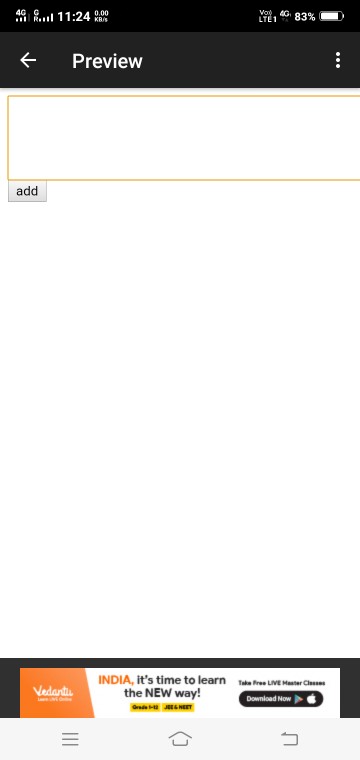 4G G 11:24 0.00 KB/s Vo)) LTE1 4G 83%
Preview
add
Vedantu
Learn LIVE Online
INDIA, it's time to learn
the NEW way!
Grade 1-12 JEE & NEET
Take Free LIVE Master Classes
Download Now